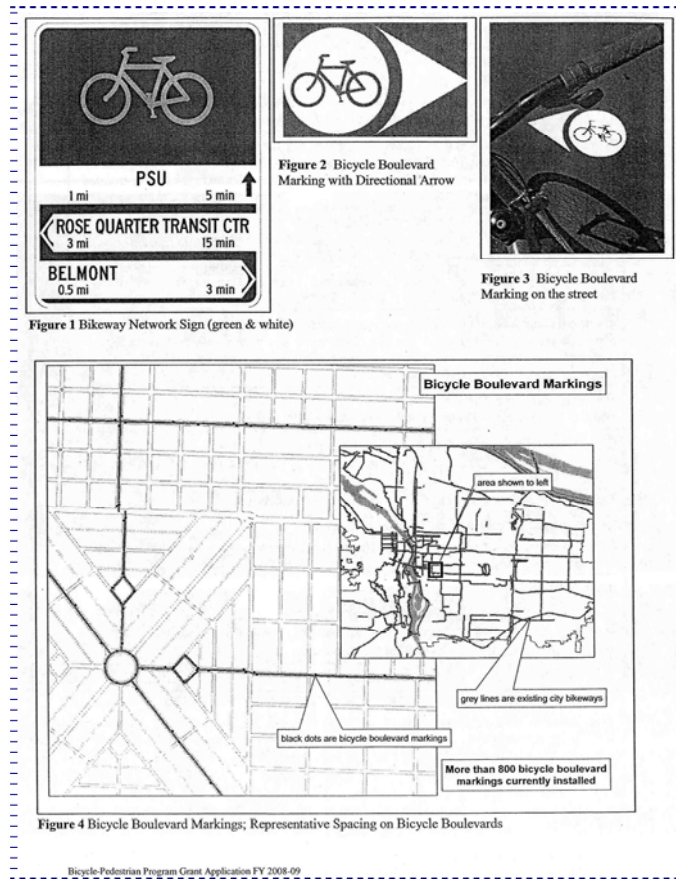 PSU
1 mi 5 min
ROSE QUARTER TRANSIT CTR
3 mi 15 min
BELMONT
0.5 mi 3 min
Figure 1 Bikeway Network Sign (green & white)
Figure 2 Bicycle Boulevard
Marking with Directional Arrow
Figure 3 Bicycle Boulevard
Marking on the street
Bicycle Boulevard Markings
area shown to left
grey lines are existing city bikeways
black dots are bicycle boulevard markings
More than 800 bicycle boulevard
markings currently installed
Figure 4 Bicycle Boulevard Markings; Representative Spacing on Bicycle Boulevards
Bicycle-Pedestrian Program Grant Application FY 2008-09